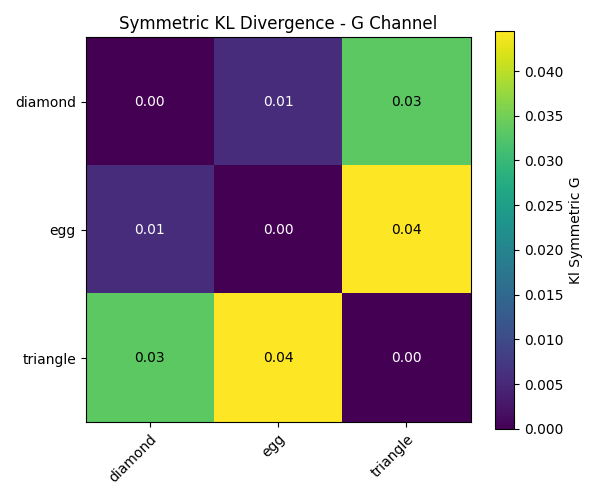 Symmetric KL Divergence - G Channel
diamond 0.00 0.01 0.03
egg 0.01 0.00 0.04
triangle 0.03 0.04 0.00
diamond egg triangle
0.040
0.035
0.030
0.025
0.020
0.015
0.010
0.005
0.000
Kl Symmetric G